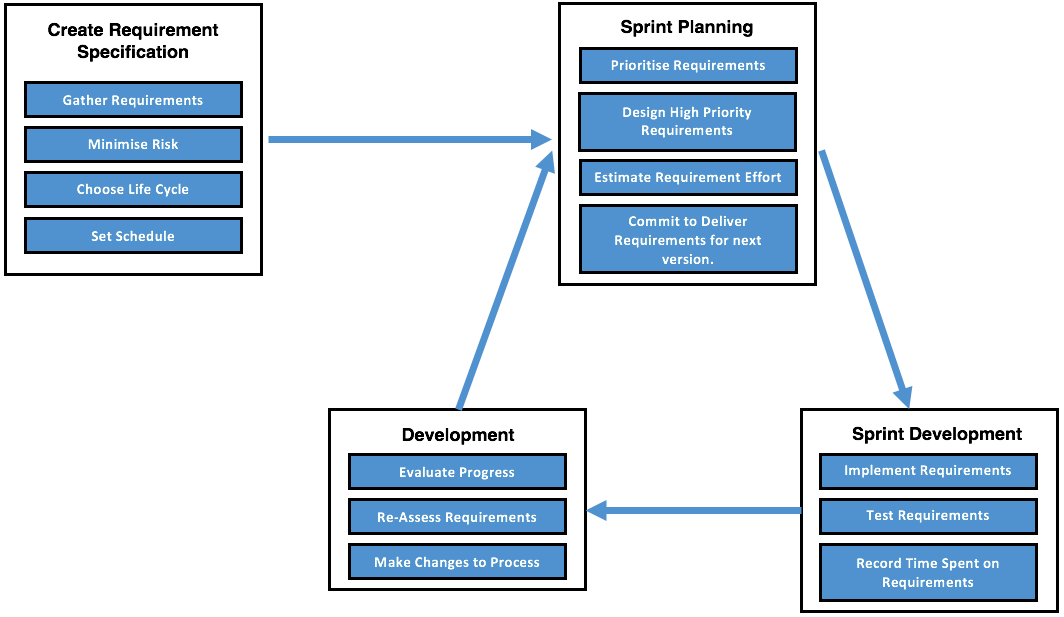 Create Requirement
Specification
Gather Requirements
Minimise Risk
Choose Life Cycle
Set Schedule
Sprint Planning
Prioritise Requirements
Design High Priority
Requirements
Estimate Requirement Effort
Commit to Deliver
Requirements for next
version.
Development
Evaluate Progress
Re-Assess Requirements
Make Changes to Process
Sprint Development
Implement Requirements
Test Requirements
Record Time Spent on
Requirements